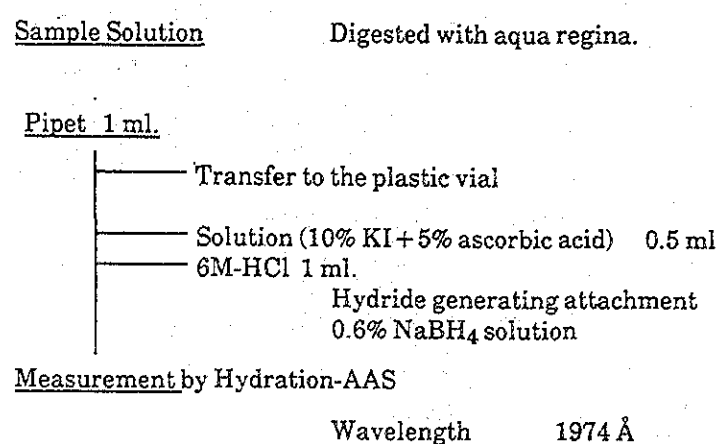 Sample Solution Digested with aqua regina.
Pipet 1 ml.
Transfer to the plastic vial
Solution (10% KI + 5% ascorbic acid) 0.5 ml
6M-HCl 1 ml.
Hydride generating attachment
0.6% NaBH4 solution
Measurement by Hydration-AAS
Wavelength 1974 Å